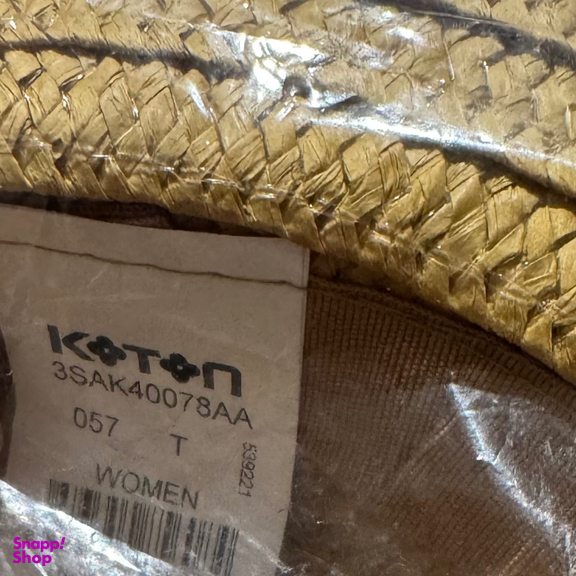 KOTON
3SAK40078AA
057 T
539221
WOMEN
Snapp!
Shop